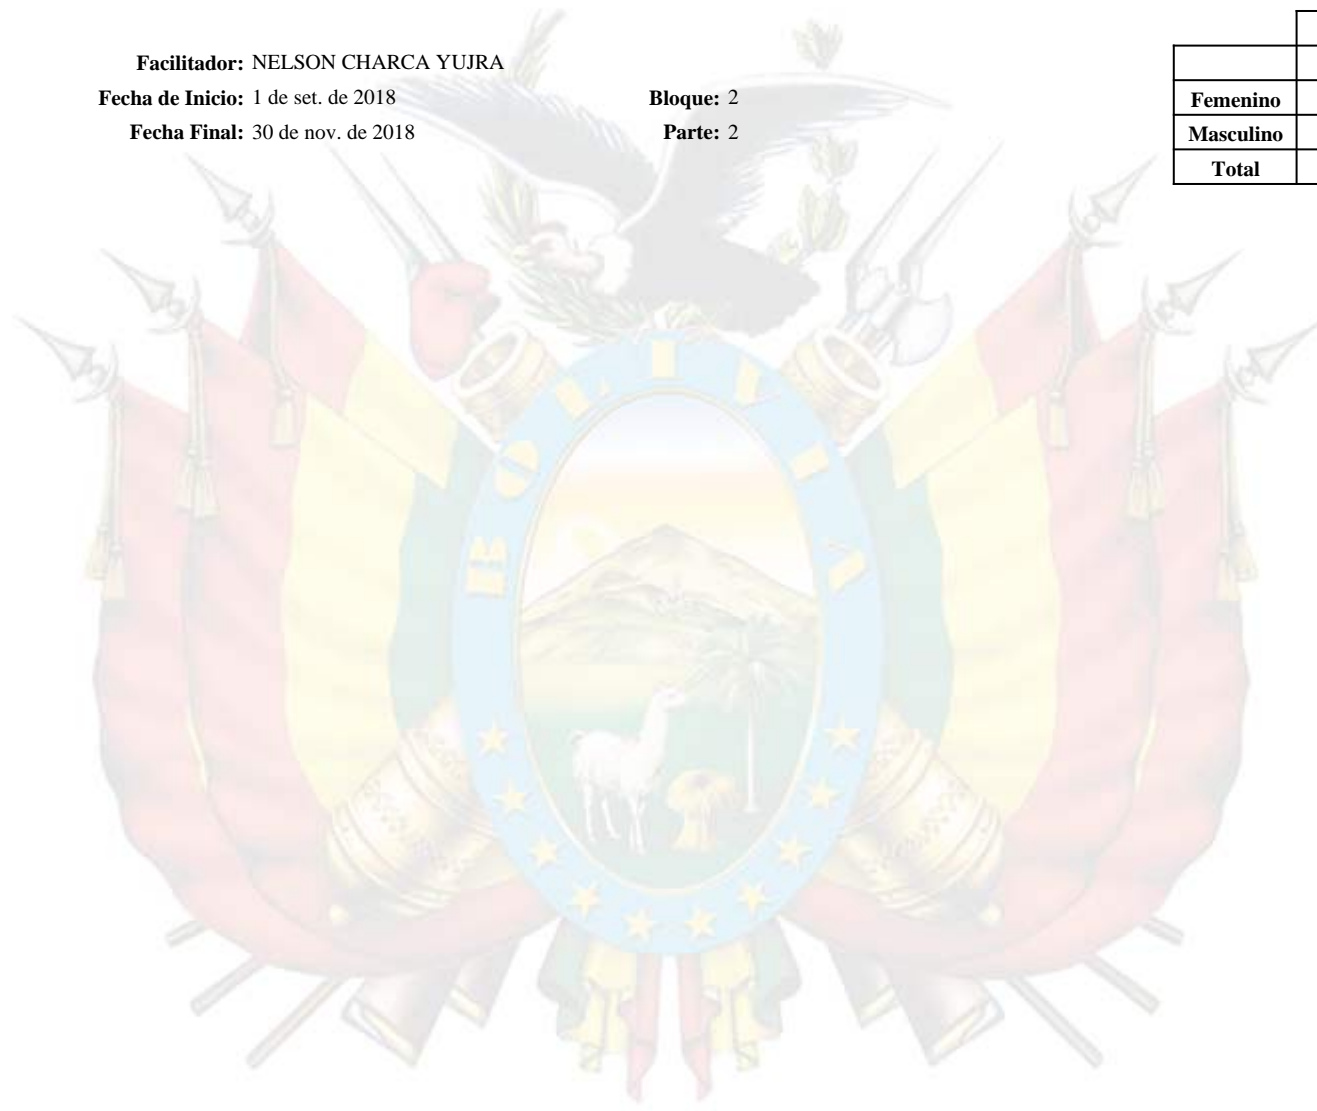 Facilitador: NELSON CHARCA YUJRA
Fecha de Inicio: 1 de set. de 2018 Bloque: 2
Fecha Final: 30 de nov. de 2018 Parte: 2
Femenino
Masculino
Total
BOLIVIA